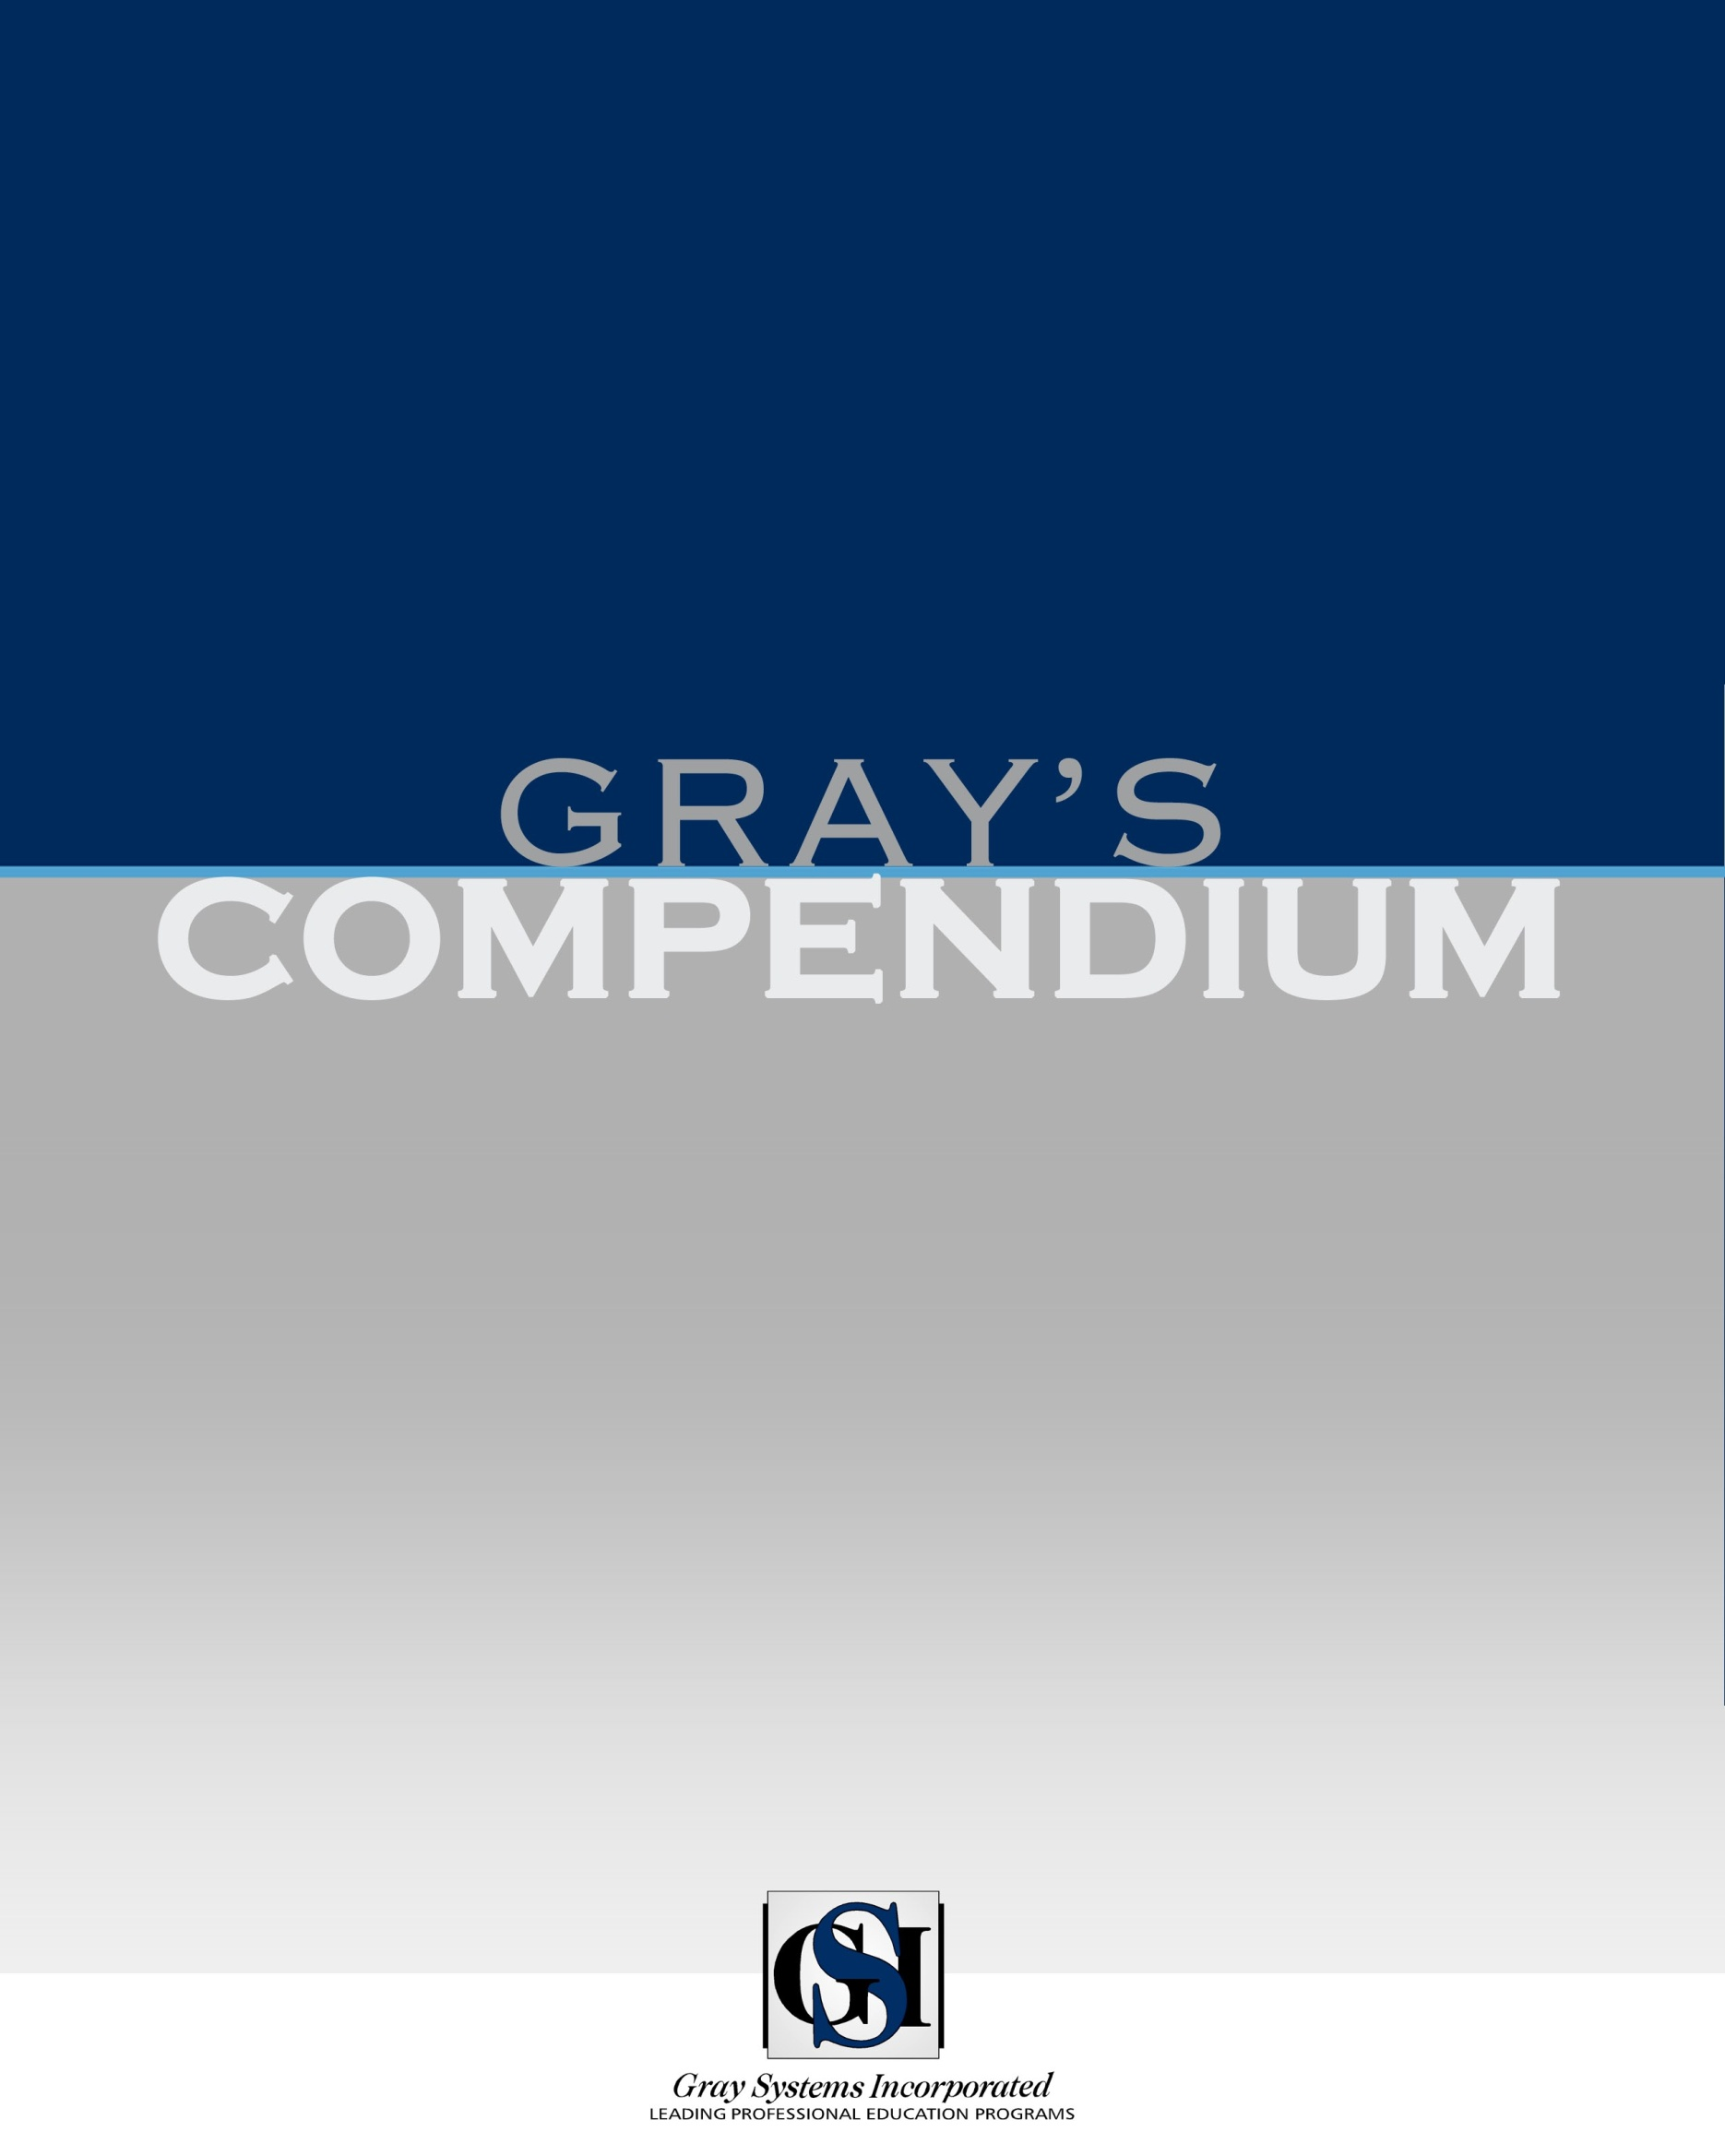 GRAY’S
COMPENDIUM
GSI
Gray Systems Incorporated
LEADING PROFESSIONAL EDUCATION PROGRAMS